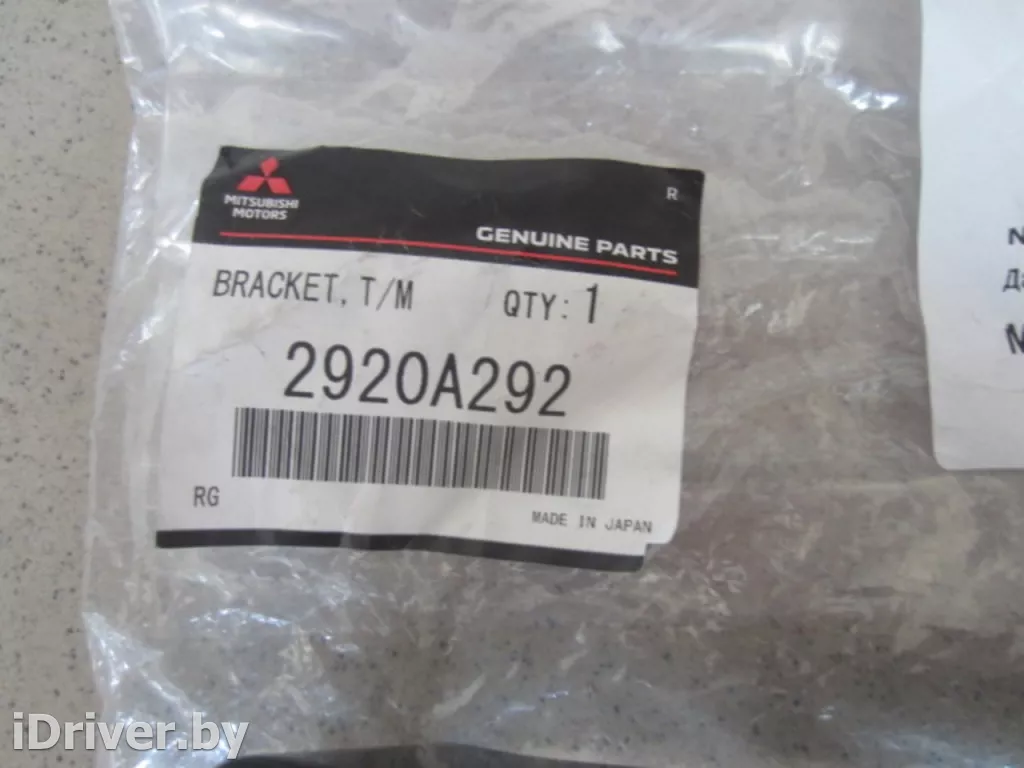 R
MITSUBISHI
MOTORS
GENUINE PARTS
BRACKET, T/M QTY: 1
2920A292
RG
MADE IN JAPAN
iDriver.by